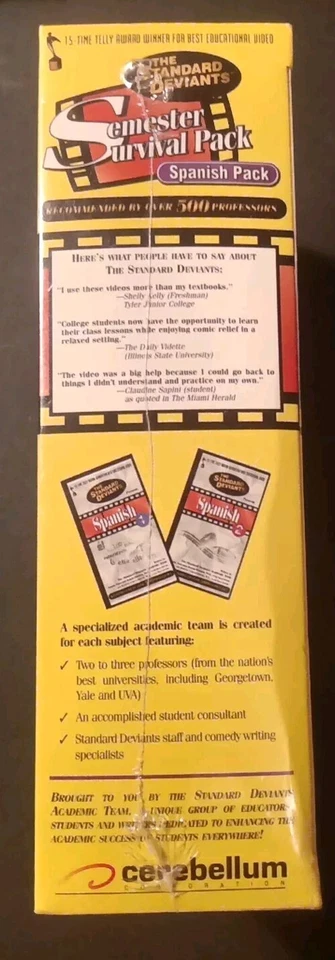 15-TIME TELLY AWARD WINNER FOR BEST EDUCATIONAL VIDEO
THE
STANDARD
DEVIANTS
Semester
Survival Pack
Spanish Pack
RECOMMENDED BY OVER 500 PROFESSORS
HERE'S WHAT PEOPLE HAVE TO SAY ABOUT
THE STANDARD DEVIANTS:
"I use these videos more than my textbooks."
—Shelly Kelly (Freshman)
Tyler Junior College
"College students now have the opportunity to learn
their class lessons while enjoying comic relief in a
relaxed setting."
—The Daily Vidette
(Illinois State University)
"The video was a big help because I could go back to
things I didn't understand and practice on my own."
—Claudine Sapini (student)
as quoted in The Miami Herald
THE
STANDARD
DEVIANTS
Spanish 1
THE
STANDARD
DEVIANTS
Spanish 2
A specialized academic team is created
for each subject featuring:
✓ Two to three professors (from the nation's
best universities, including Georgetown,
Yale and UVA)
✓ An accomplished student consultant
✓ Standard Deviants staff and comedy writing
specialists
BROUGHT TO YOU BY THE STANDARD DEVIANTS
ACADEMIC TEAM, UNIQUE GROUP OF EDUCATORS,
STUDENTS AND WRITERS DEDICATED TO ENHANCING THE
ACADEMIC SUCCESS OF STUDENTS EVERYWHERE!
cerebellum
CORPORATION